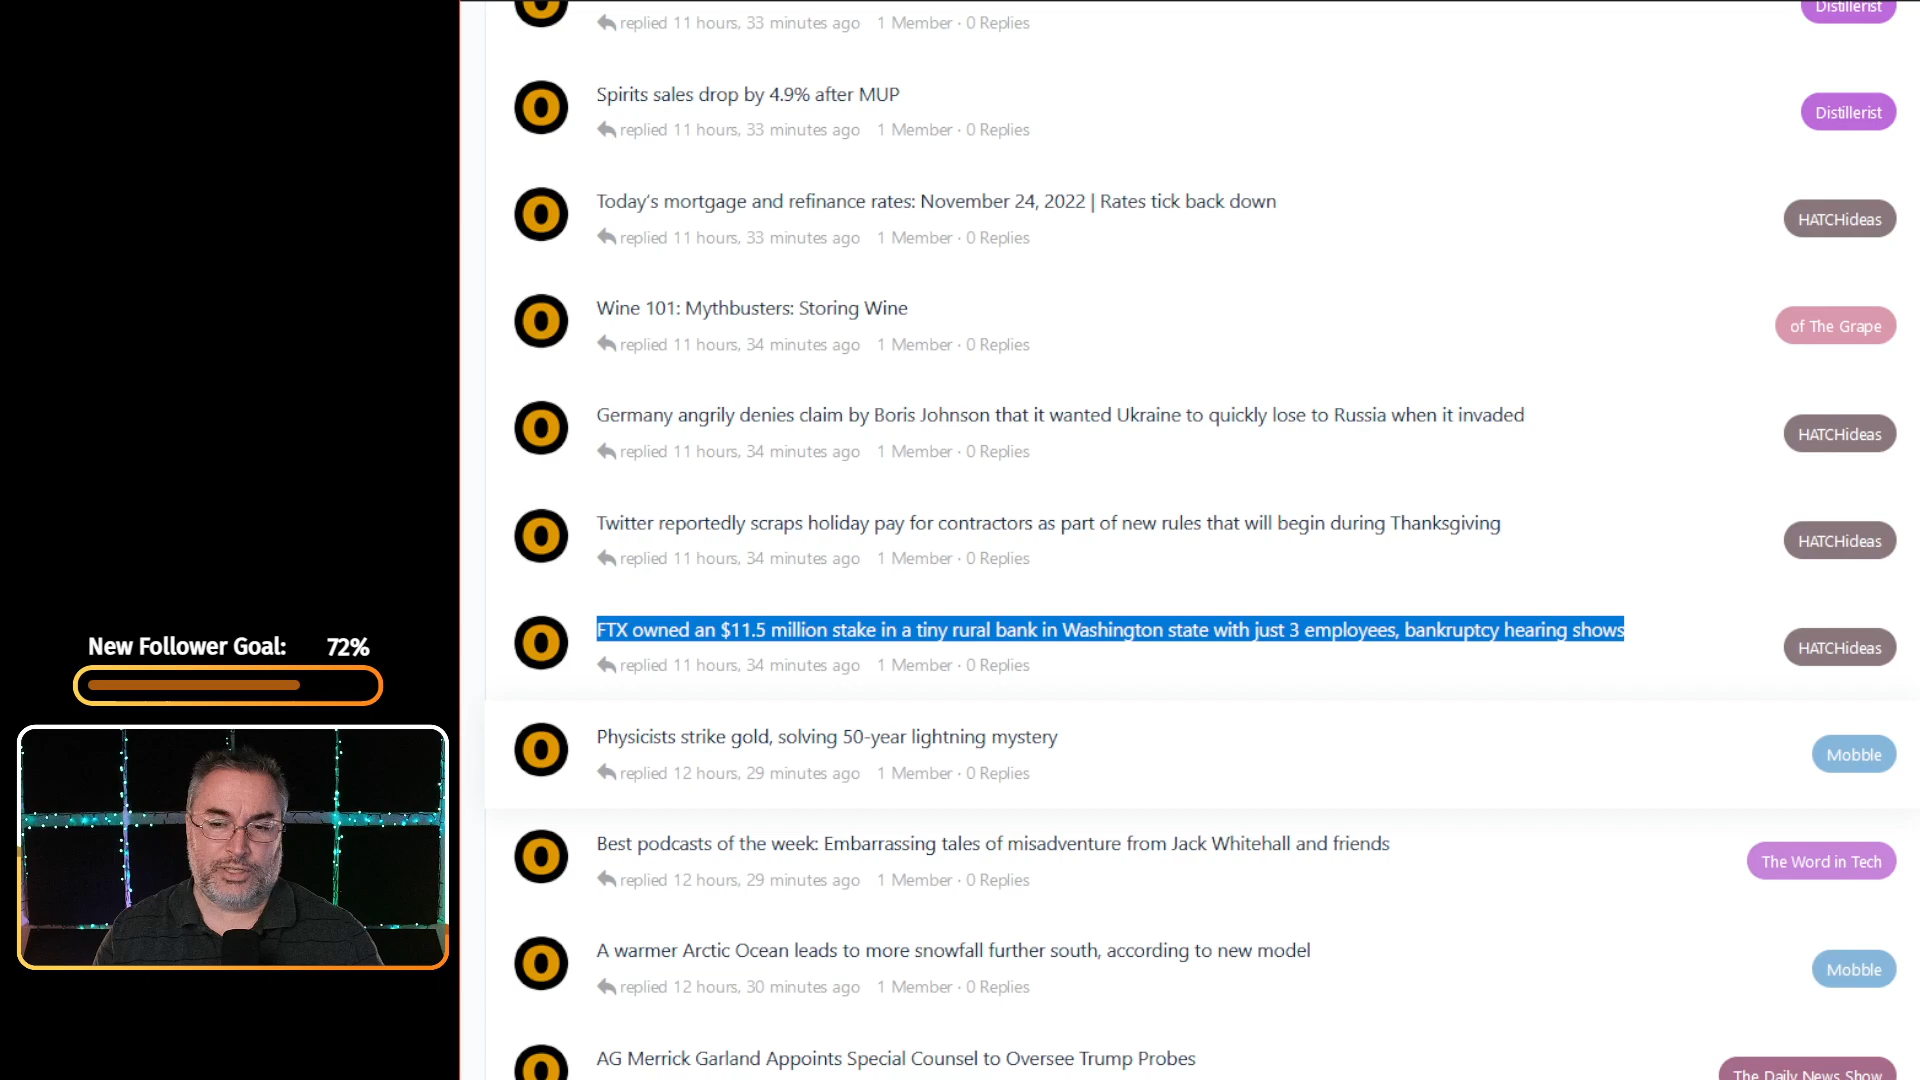 replied 11 hours, 33 minutes ago 1 Member · 0 Replies
Distillerist
O
Spirits sales drop by 4.9% after MUP
replied 11 hours, 33 minutes ago 1 Member · 0 Replies
Distillerist
O
Today’s mortgage and refinance rates: November 24, 2022 | Rates tick back down
replied 11 hours, 33 minutes ago 1 Member · 0 Replies
HATCHideas
O
Wine 101: Mythbusters: Storing Wine
replied 11 hours, 34 minutes ago 1 Member · 0 Replies
of The Grape
O
Germany angrily denies claim by Boris Johnson that it wanted Ukraine to quickly lose to Russia when it invaded
replied 11 hours, 34 minutes ago 1 Member · 0 Replies
HATCHideas
O
Twitter reportedly scraps holiday pay for contractors as part of new rules that will begin during Thanksgiving
replied 11 hours, 34 minutes ago 1 Member · 0 Replies
HATCHideas
O
FTX owned an $11.5 million stake in a tiny rural bank in Washington state with just 3 employees, bankruptcy hearing shows
replied 11 hours, 34 minutes ago 1 Member · 0 Replies
HATCHideas
New Follower Goal: 72%
O
Physicists strike gold, solving 50-year lightning mystery
replied 12 hours, 29 minutes ago 1 Member · 0 Replies
Mobble
O
Best podcasts of the week: Embarrassing tales of misadventure from Jack Whitehall and friends
replied 12 hours, 29 minutes ago 1 Member · 0 Replies
The Word in Tech
O
A warmer Arctic Ocean leads to more snowfall further south, according to new model
replied 12 hours, 30 minutes ago 1 Member · 0 Replies
Mobble
O
AG Merrick Garland Appoints Special Counsel to Oversee Trump Probes
The Daily News Show